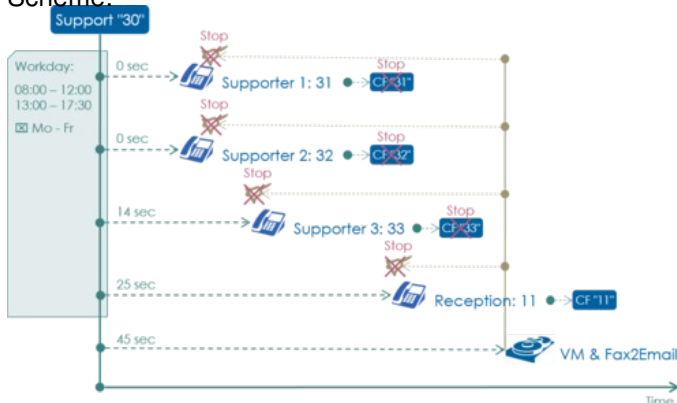 Scheme:
Support "30"
Workday:
08:00 – 12:00
13:00 – 17:30
☒ Mo - Fr
Stop
0 sec
Supporter 1: 31
Stop
CF "31"
Stop
0 sec
Supporter 2: 32
Stop
CF "32"
Stop
14 sec
Supporter 3: 33
Stop
CF "33"
Stop
25 sec
Reception: 11
CF "11"
45 sec
VM & Fax2Email
Time